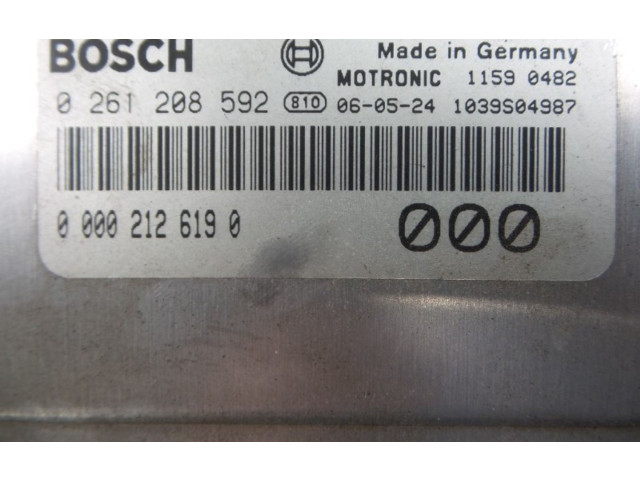 BOSCH Made in Germany
MOTRONIC 1159 0482
0 261 208 592 810 06-05-24 1039S04987
0 000 212 619 0 000